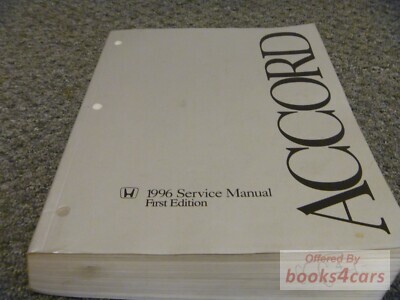 ACCORD
1996 Service Manual
First Edition
Offered By
books4cars